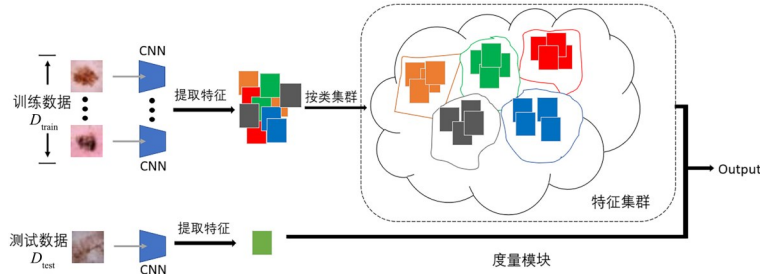 CNN
训练数据
D_train
提取特征
按类集群
CNN
特征集群
Output
测试数据
D_test
提取特征
CNN
度量模块